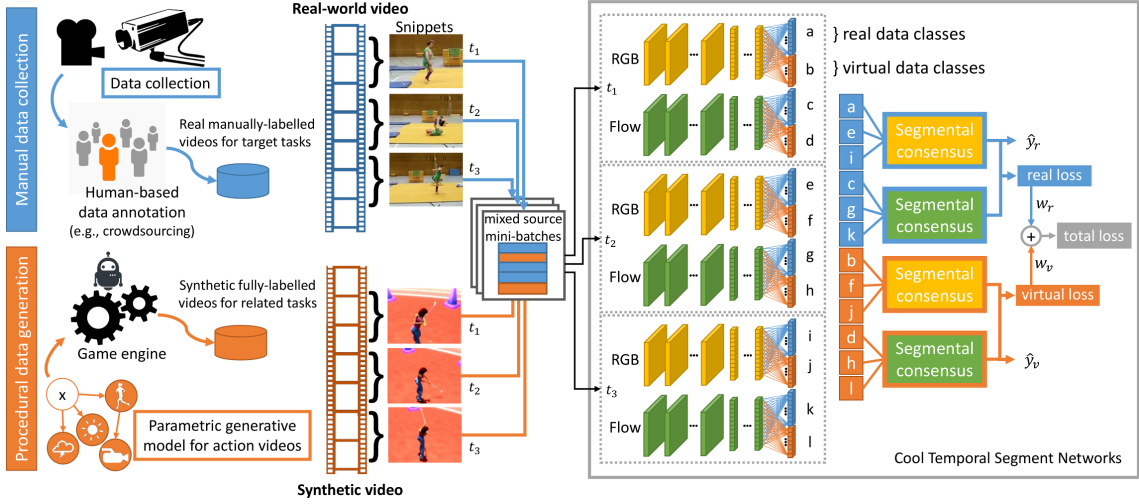 Real-world video
Manual data collection
Data collection
Human-based
data annotation
(e.g., crowdsourcing)
Real manually-labelled
videos for target tasks
Snippets
t1
t2
t3
Procedural data generation
Game engine
Synthetic fully-labelled
videos for related tasks
x
Parametric generative
model for action videos
t1
t2
t3
Synthetic video
mixed source
mini-batches
t1
RGB
Flow
a
b
c
d
t2
RGB
Flow
e
f
g
h
t3
RGB
Flow
i
j
k
l
} real data classes
} virtual data classes
a
e
i
c
g
k
b
f
j
d
h
l
Segmental
consensus
Segmental
consensus
Segmental
consensus
Segmental
consensus
ŷr
real loss
wr
+
total loss
wv
virtual loss
ŷv
Cool Temporal Segment Networks